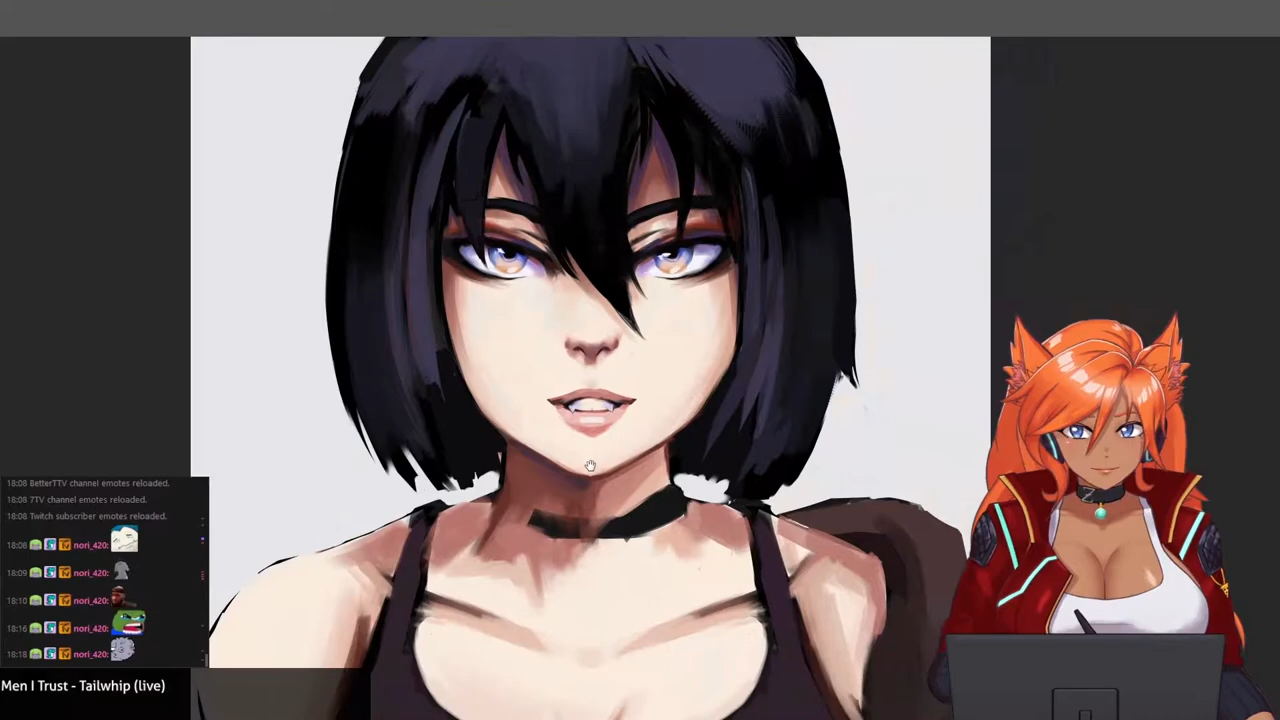 18:08 BetterTTV channel emotes reloaded.
18:08 7TV channel emotes reloaded.
18:08 Twitch subscriber emotes reloaded.
18:08 nori_420:
18:09 nori_420:
18:10 nori_420:
18:16 nori_420:
18:18 nori_420:
Men I Trust - Tailwhip (live)